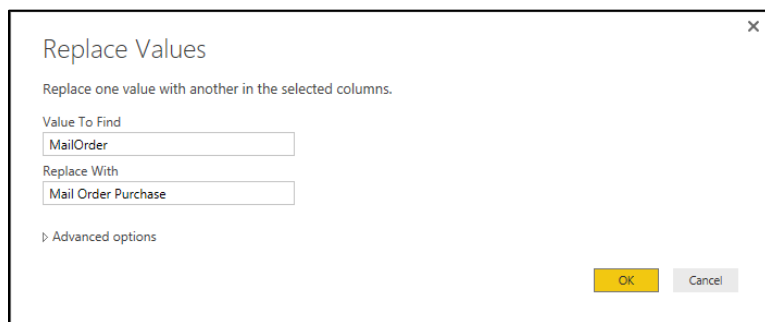 Replace Values
Replace one value with another in the selected columns.
Value To Find
MailOrder
Replace With
Mail Order Purchase
Advanced options
OK
Cancel